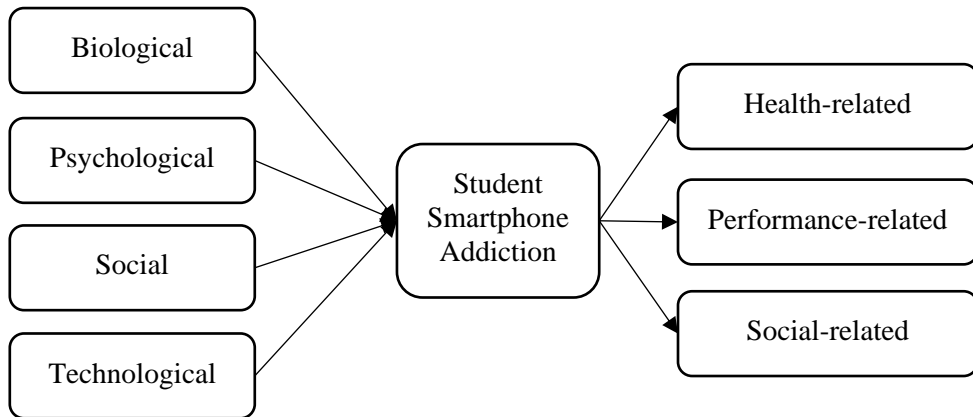 Biological
Psychological
Social
Technological
Student
Smartphone
Addiction
Health-related
Performance-related
Social-related